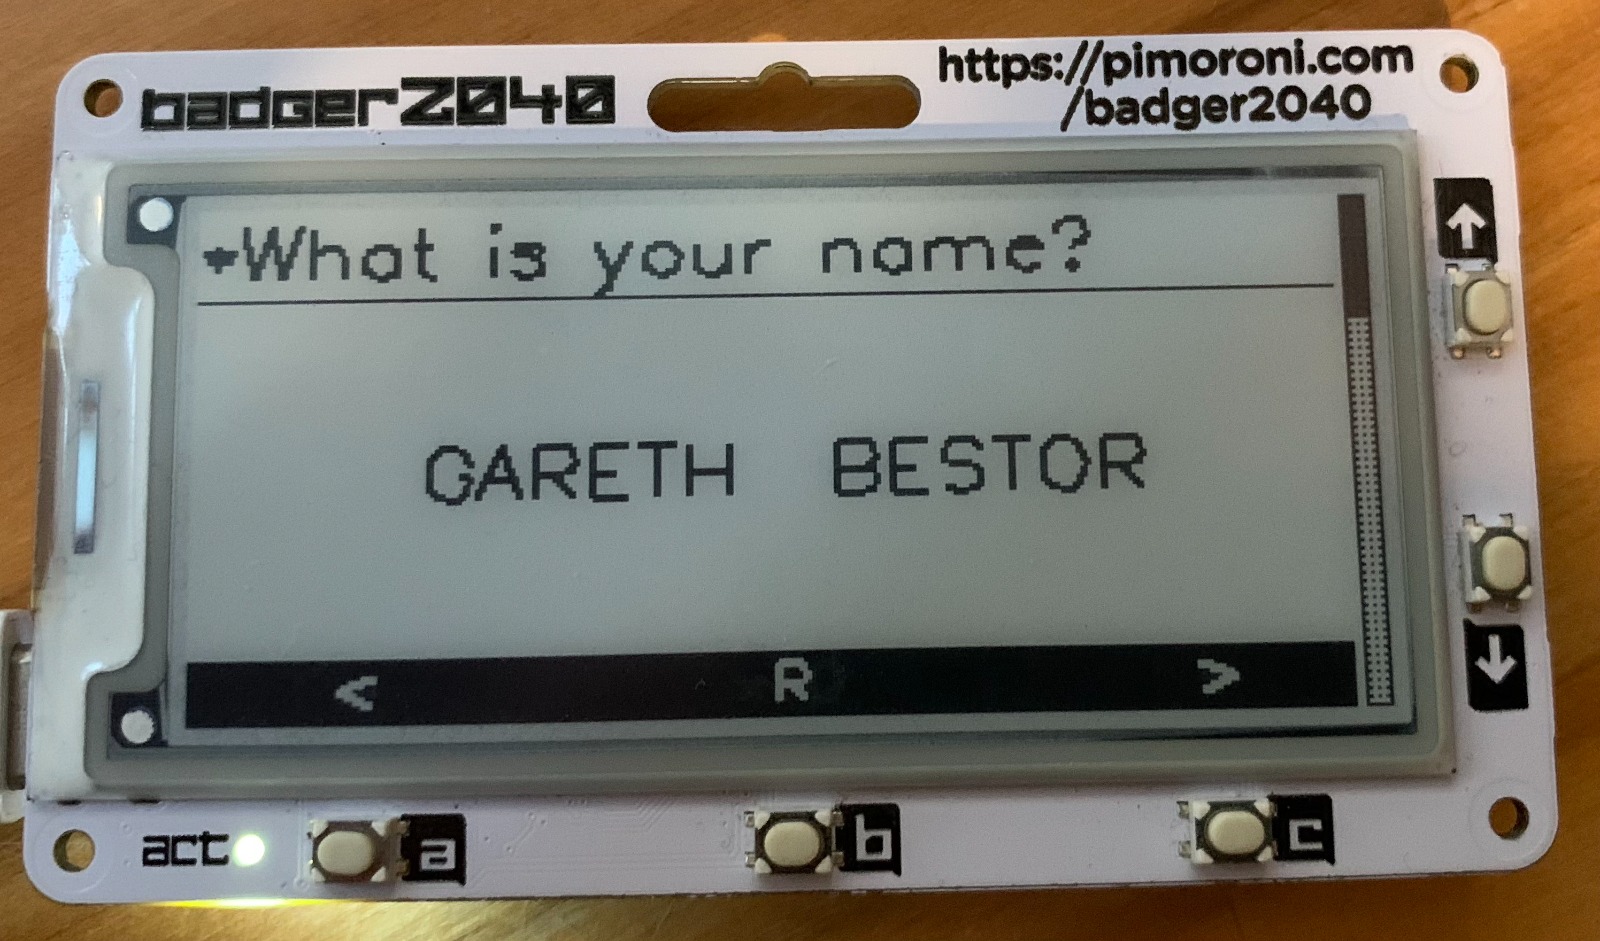 badger2040
https://pimoroni.com
/badger2040
What is your name?
GARETH BESTOR
< R >
act a b c